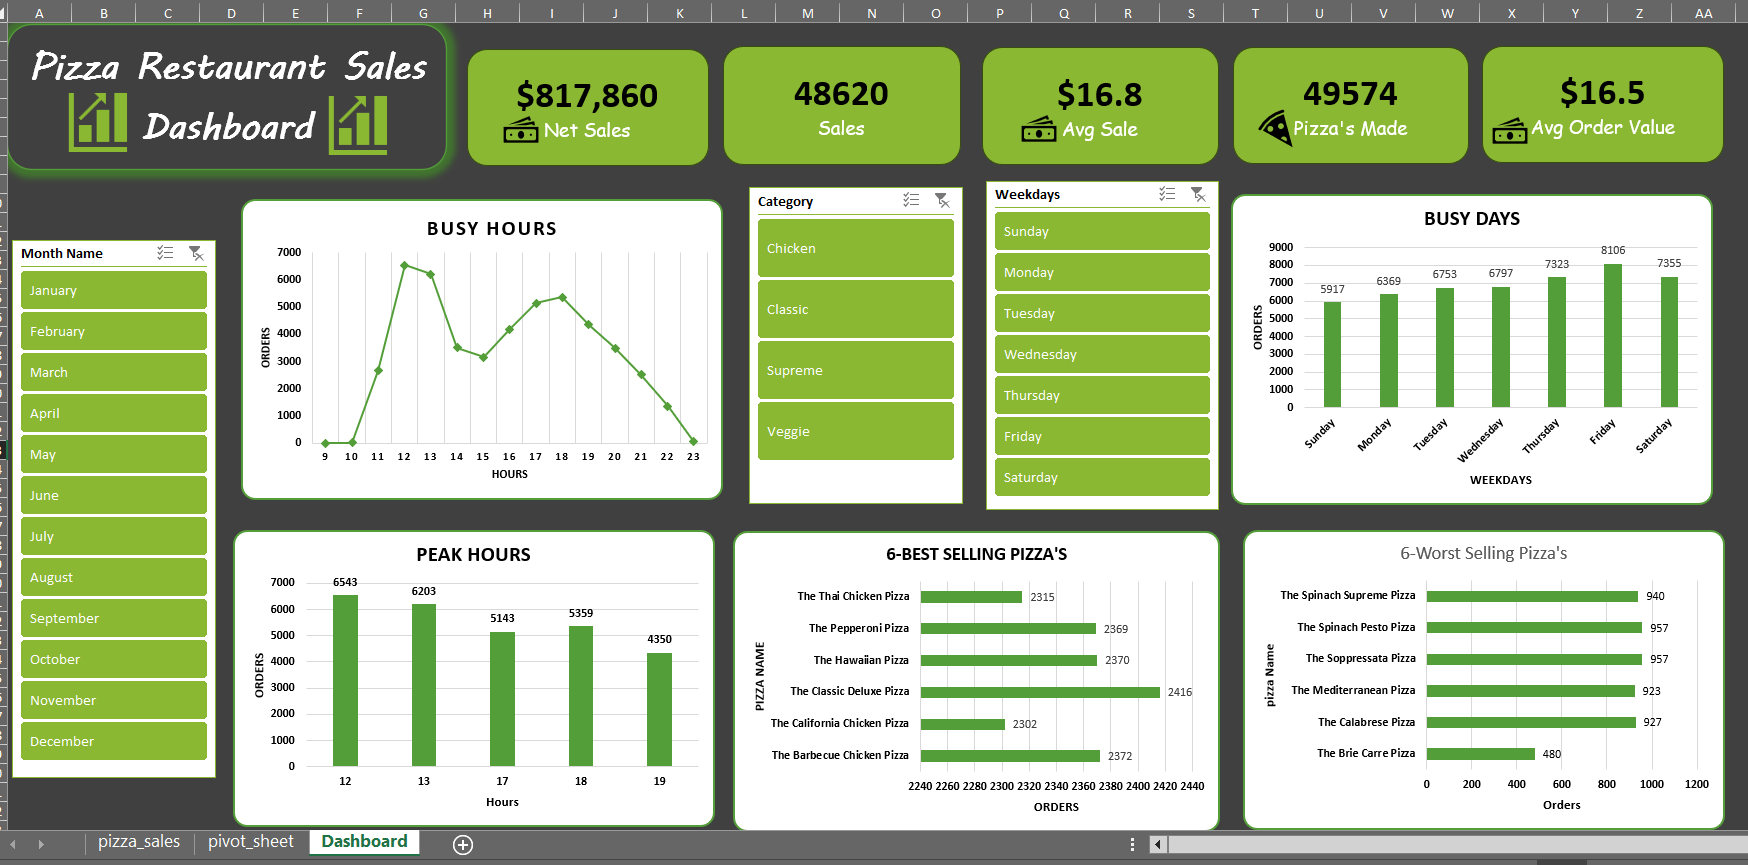 A B C D E F G H I J K L M N O P Q R S T U V W X Y Z AA
Pizza Restaurant Sales
Dashboard
$817,860
Net Sales
48620
Sales
$16.8
Avg Sale
49574
Pizza's Made
$16.5
Avg Order Value
Month Name
January
February
March
April
May
June
July
August
September
October
November
December
BUSY HOURS
ORDERS
7000
6000
5000
4000
3000
2000
1000
0
9 10 11 12 13 14 15 16 17 18 19 20 21 22 23
HOURS
Category
Chicken
Classic
Supreme
Veggie
Weekdays
Sunday
Monday
Tuesday
Wednesday
Thursday
Friday
Saturday
BUSY DAYS
ORDERS
9000
8000
7000
6000
5000
4000
3000
2000
1000
0
5917 6369 6753 6797 7323 8106 7355
Sunday Monday Tuesday Wednesday Thursday Friday Saturday
WEEKDAYS
PEAK HOURS
ORDERS
7000
6000
5000
4000
3000
2000
1000
0
6543 6203 5143 5359 4350
12 13 17 18 19
Hours
6-BEST SELLING PIZZA'S
PIZZA NAME
The Thai Chicken Pizza 2315
The Pepperoni Pizza 2369
The Hawaiian Pizza 2370
The Classic Deluxe Pizza 2416
The California Chicken Pizza 2302
The Barbecue Chicken Pizza 2372
2240 2260 2280 2300 2320 2340 2360 2380 2400 2420 2440
ORDERS
6-Worst Selling Pizza's
pizza Name
The Spinach Supreme Pizza 940
The Spinach Pesto Pizza 957
The Soppressata Pizza 957
The Mediterranean Pizza 923
The Calabrese Pizza 927
The Brie Carre Pizza 480
0 200 400 600 800 1000 1200
Orders
pizza_sales pivot_sheet Dashboard